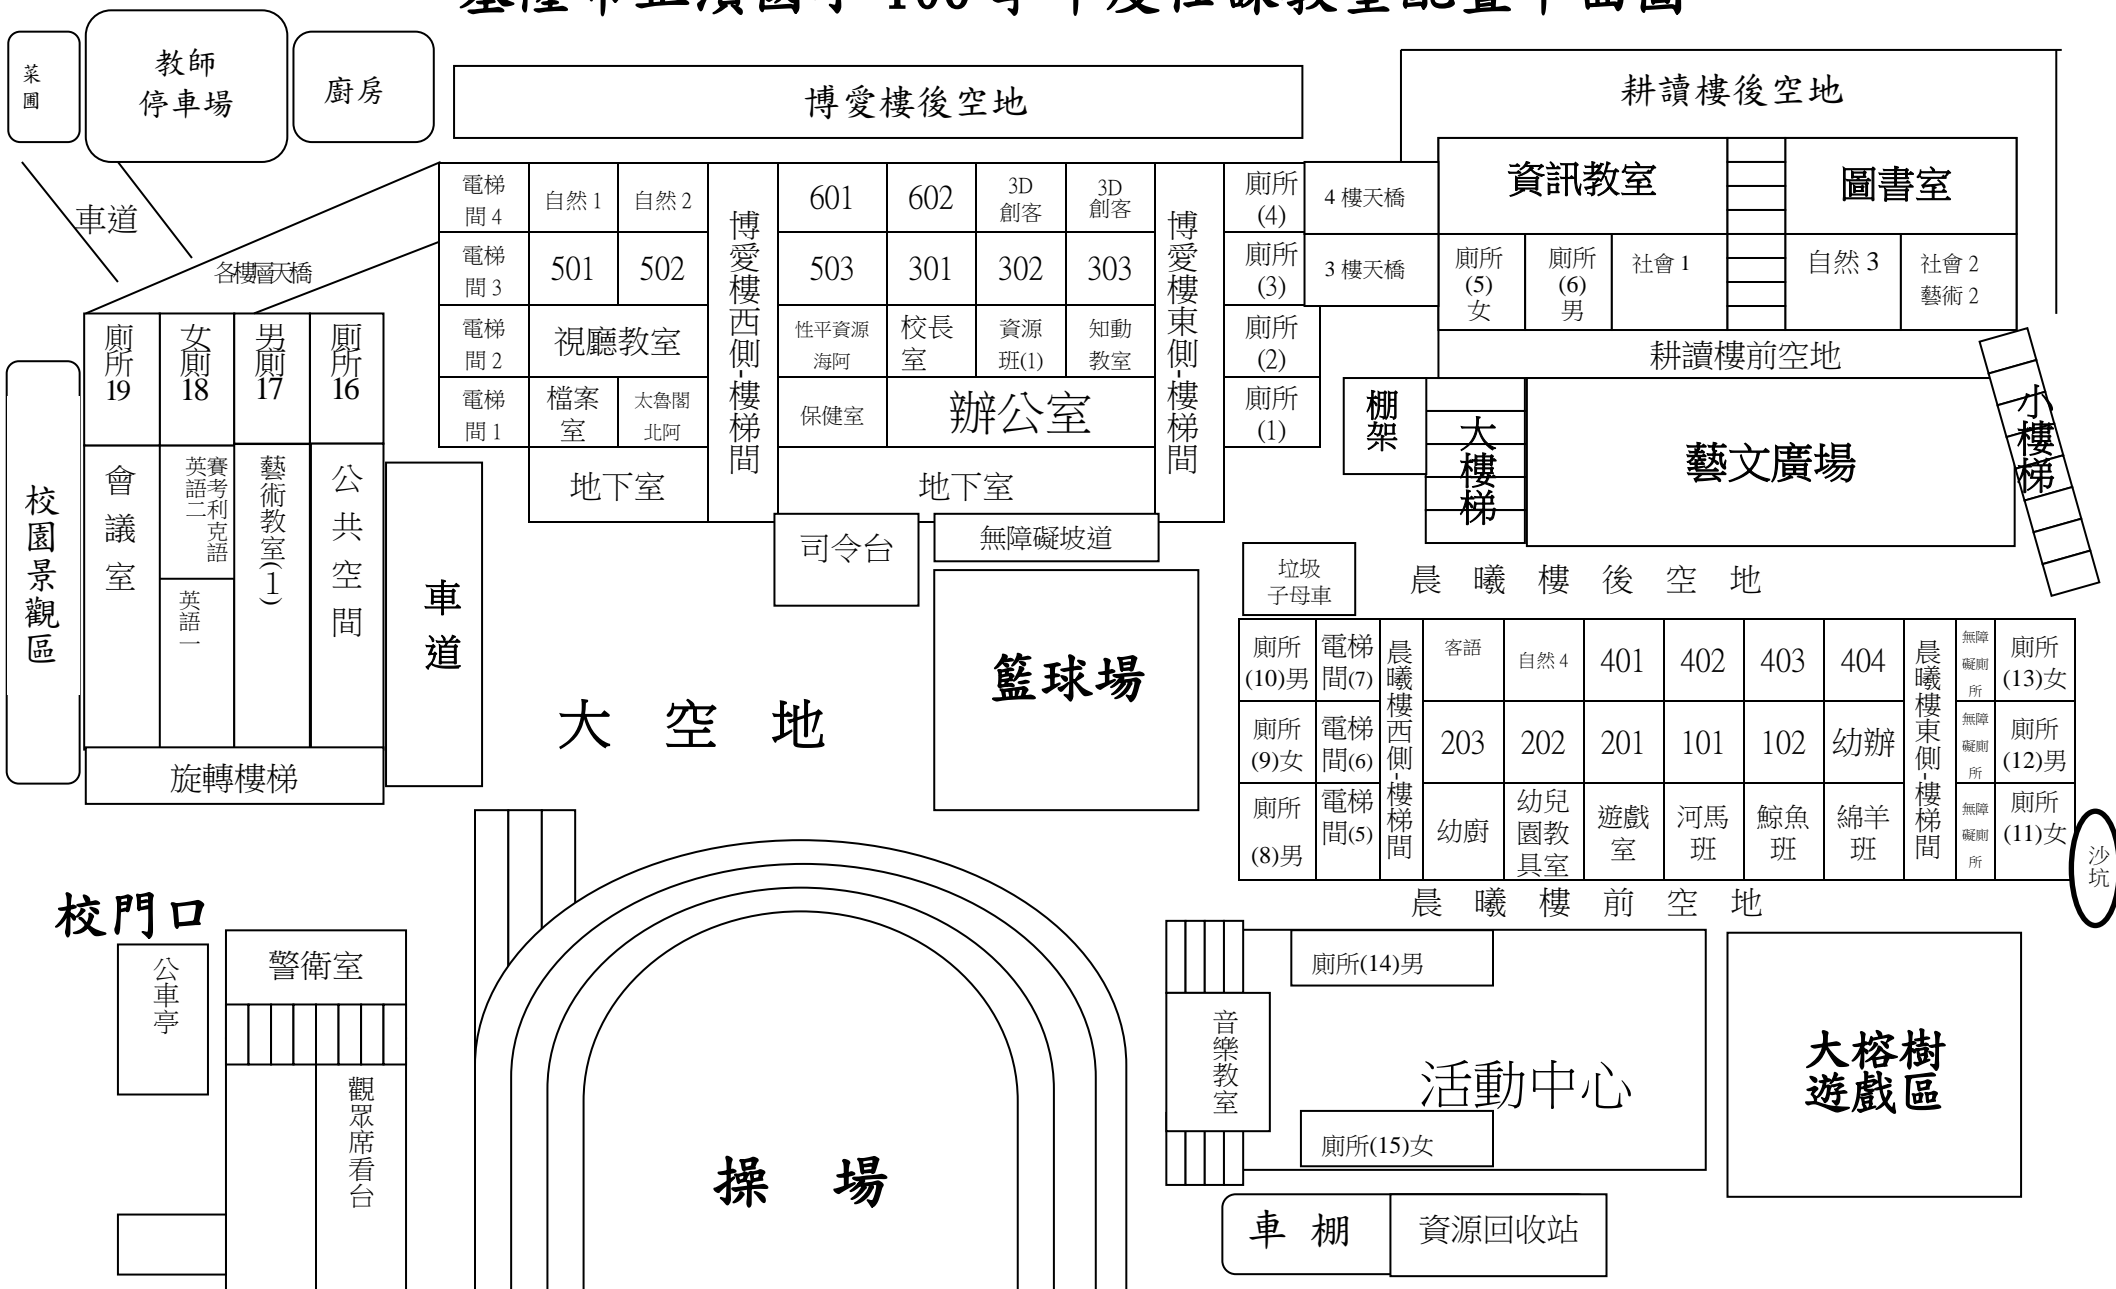 菜
圃
教師
停車場
廚房
博愛樓後空地
耕讀樓後空地
車道
各樓層天橋
電梯
間 4
自然 1
自然 2
601
602
3D
創客
3D
創客
廁所
(4)
4 樓天橋
資訊教室
圖書室
電梯
間 3
501
502
503
301
302
303
廁所
(3)
3 樓天橋
廁所
(5)
女
廁所
(6)
男
社會 1
自然 3
社會 2
藝術 2
博愛樓西側-樓梯間
博愛樓東側-樓梯間
電梯
間 2
視廳教室
性平資源
海阿
校長
室
資源
班(1)
知動
教室
廁所
(2)
耕讀樓前空地
電梯
間 1
檔案
室
太魯閣
北阿
保健室
辦公室
廁所
(1)
地下室
地下室
棚架
大樓梯
藝文廣場
小樓梯
廁所
19
女廁
18
男廁
17
廁所
16
校園景觀區
會議室
賽考利克語
英語二
英語一
藝術教室(1)
公共空間
旋轉樓梯
車道
司令台
無障礙坡道
籃球場
大空地
垃圾
子母車
晨曦樓後空地
廁所
(10)男
電梯
間(7)
晨曦樓西側-樓梯間
客語
自然 4
401
402
403
404
晨曦樓東側-樓梯間
無障
礙廁
所
廁所
(13)女
廁所
(9)女
電梯
間(6)
203
202
201
101
102
幼辦
無障
礙廁
所
廁所
(12)男
廁所
(8)男
電梯
間(5)
幼廚
幼兒
園教
具室
遊戲
室
河馬
班
鯨魚
班
綿羊
班
無障
礙廁
所
廁所
(11)女
沙坑
晨曦樓前空地
校門口
公車亭
警衛室
觀眾席看台
操場
音樂教室
廁所(14)男
活動中心
廁所(15)女
大榕樹
遊戲區
車棚
資源回收站